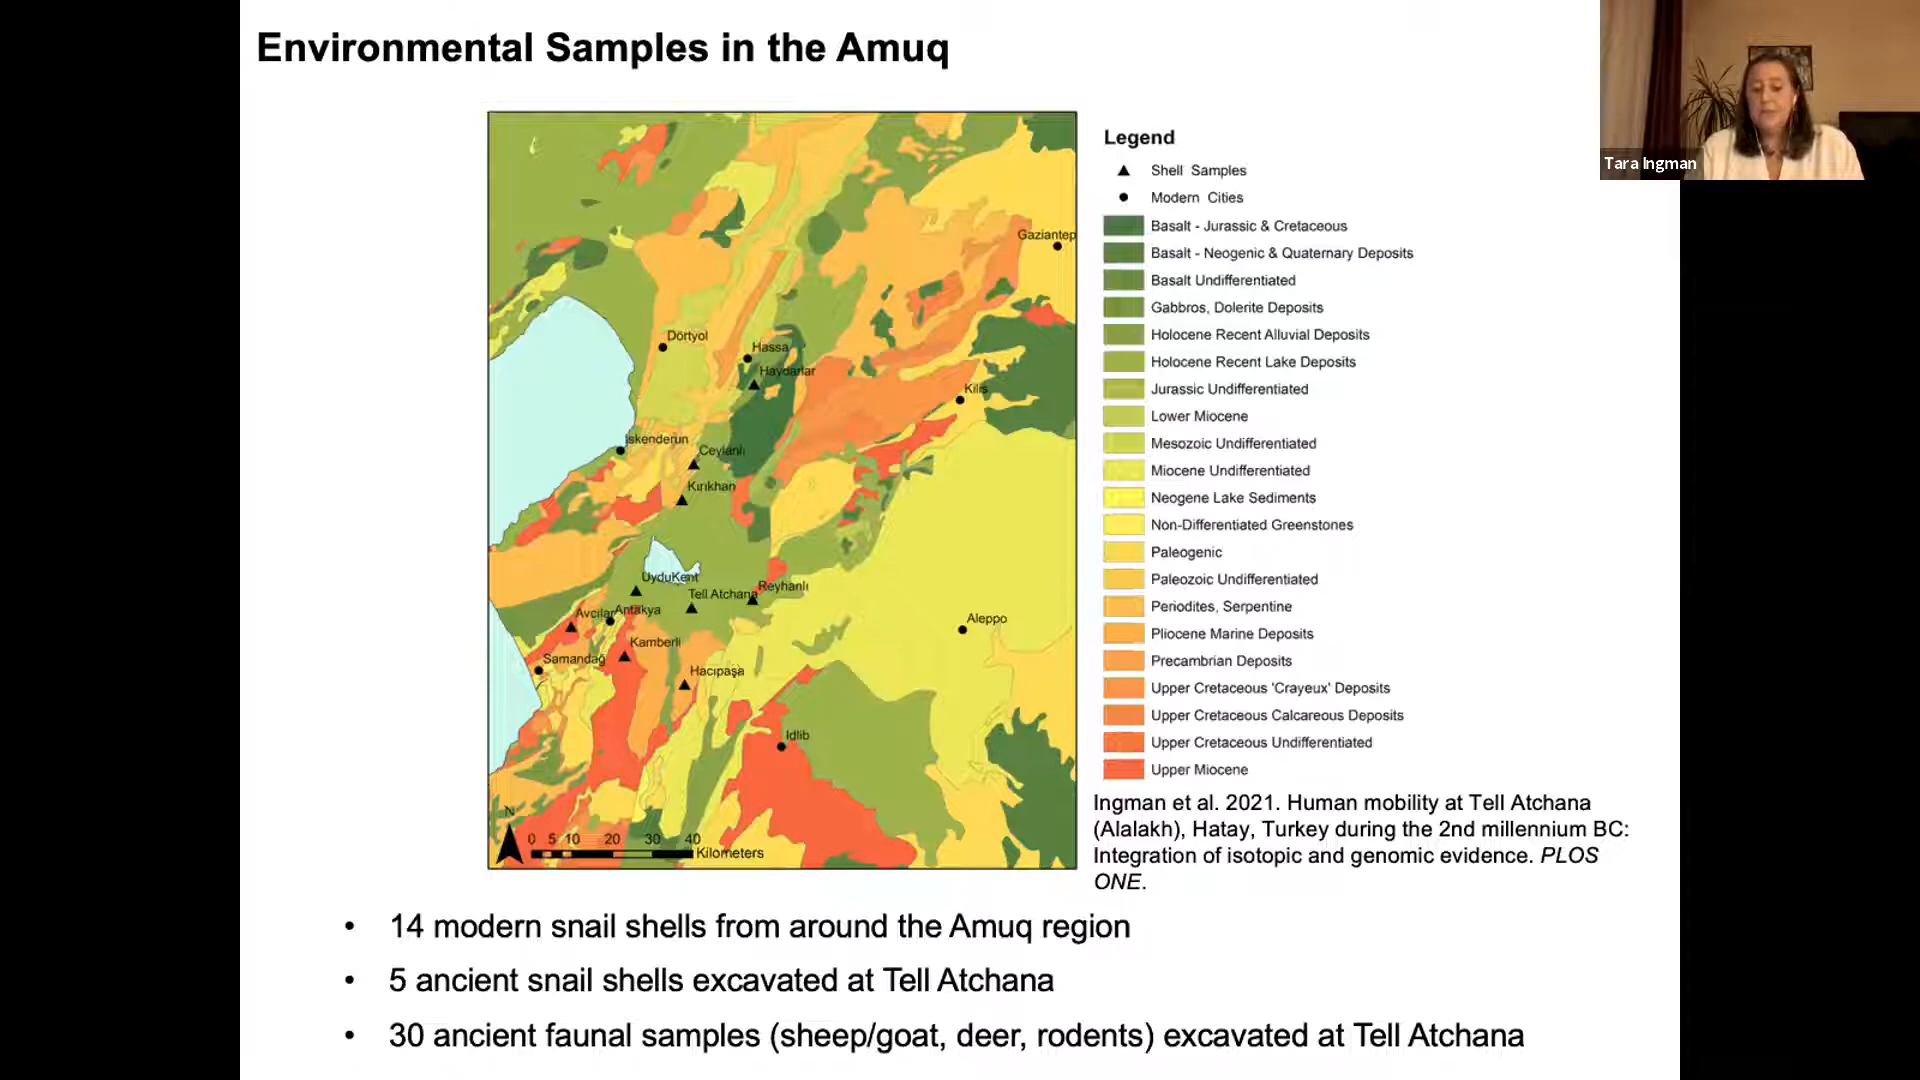 Environmental Samples in the Amuq
Tara Ingman
Legend
Shell Samples
Modern Cities
Basalt - Jurassic & Cretaceous
Basalt - Neogenic & Quaternary Deposits
Basalt Undifferentiated
Gabbros, Dolerite Deposits
Holocene Recent Alluvial Deposits
Holocene Recent Lake Deposits
Jurassic Undifferentiated
Lower Miocene
Mesozoic Undifferentiated
Miocene Undifferentiated
Neogene Lake Sediments
Non-Differentiated Greenstones
Paleogenic
Paleozoic Undifferentiated
Periodites, Serpentine
Pliocene Marine Deposits
Precambrian Deposits
Upper Cretaceous 'Crayeux' Deposits
Upper Cretaceous Calcareous Deposits
Upper Cretaceous Undifferentiated
Upper Miocene
Gaziantep
Dörtyol
Hassa
Haydarlar
Kilis
İskenderun
Ceylanlı
Kırıkhan
UyduKent
Reyhanlı
Tell Atchana
Avcılar
Antakya
Aleppo
Kamberli
Samandağ
Hacıpaşa
Idlib
N
0 5 10 20 30 40
Kilometers
Ingman et al. 2021. Human mobility at Tell Atchana
(Alalakh), Hatay, Turkey during the 2nd millennium BC:
Integration of isotopic and genomic evidence. PLOS
ONE.
• 14 modern snail shells from around the Amuq region
• 5 ancient snail shells excavated at Tell Atchana
• 30 ancient faunal samples (sheep/goat, deer, rodents) excavated at Tell Atchana